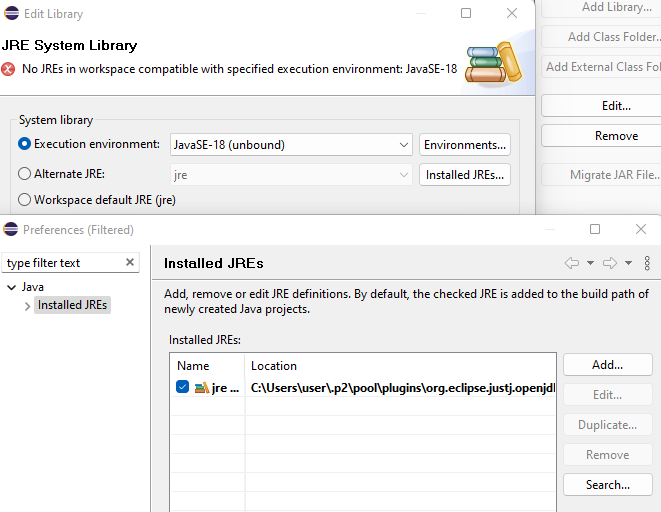 Edit Library
JRE System Library
No JREs in workspace compatible with specified execution environment: JavaSE-18
System library
Execution environment: JavaSE-18 (unbound) Environments...
Alternate JRE: jre Installed JREs...
Workspace default JRE (jre)
Add Library...
Add Class Folder..
Add External Class Fol
Edit...
Remove
Migrate JAR File..
Preferences (Filtered)
type filter text
Java
Installed JREs
Installed JREs
Add, remove or edit JRE definitions. By default, the checked JRE is added to the build path of
newly created Java projects.
Installed JREs:
Name Location
jre ... C:\Users\user\.p2\pool\plugins\org.eclipse.justj.openjd
Add...
Edit...
Duplicate...
Remove
Search...